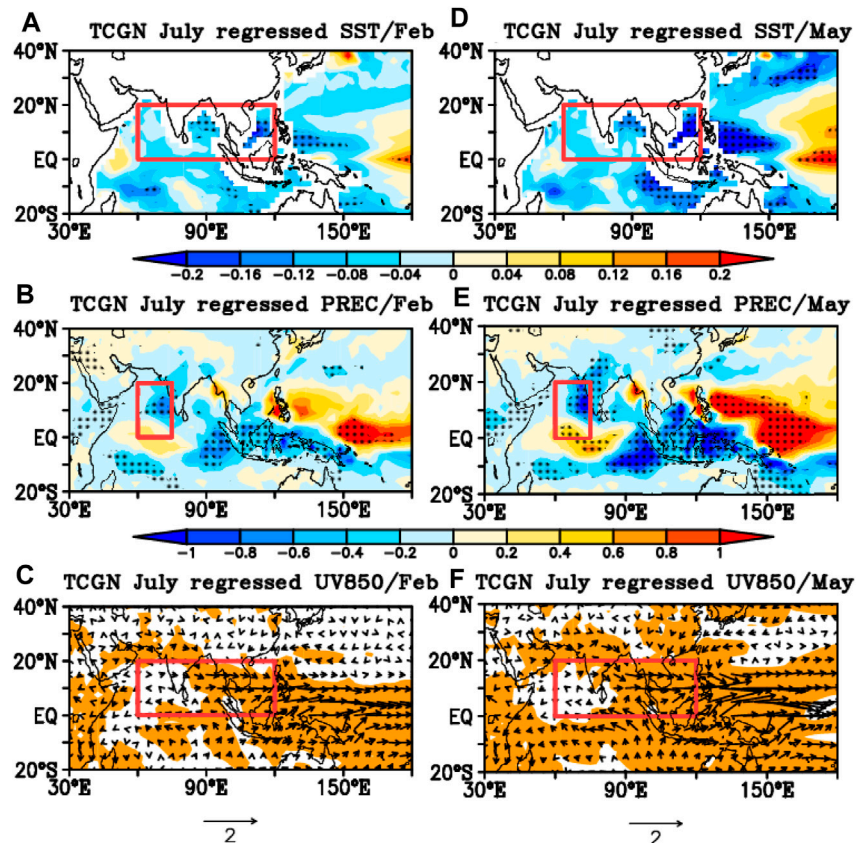 A
TCGN July regressed SST/Feb
40°N
20°N
EQ
20°S
30°E
90°E
150°E
D
TCGN July regressed SST/May
40°N
20°N
EQ
20°S
30°E
90°E
150°E
-0.2 -0.16 -0.12 -0.08 -0.04 0 0.04 0.08 0.12 0.16 0.2
B
TCGN July regressed PREC/Feb
40°N
20°N
EQ
20°S
30°E
90°E
150°E
E
TCGN July regressed PREC/May
40°N
20°N
EQ
20°S
30°E
90°E
150°E
-1 -0.8 -0.6 -0.4 -0.2 0 0.2 0.4 0.6 0.8 1
C
TCGN July regressed UV850/Feb
40°N
20°N
EQ
20°S
30°E
90°E
150°E
2
F
TCGN July regressed UV850/May
40°N
20°N
EQ
20°S
30°E
90°E
150°E
2